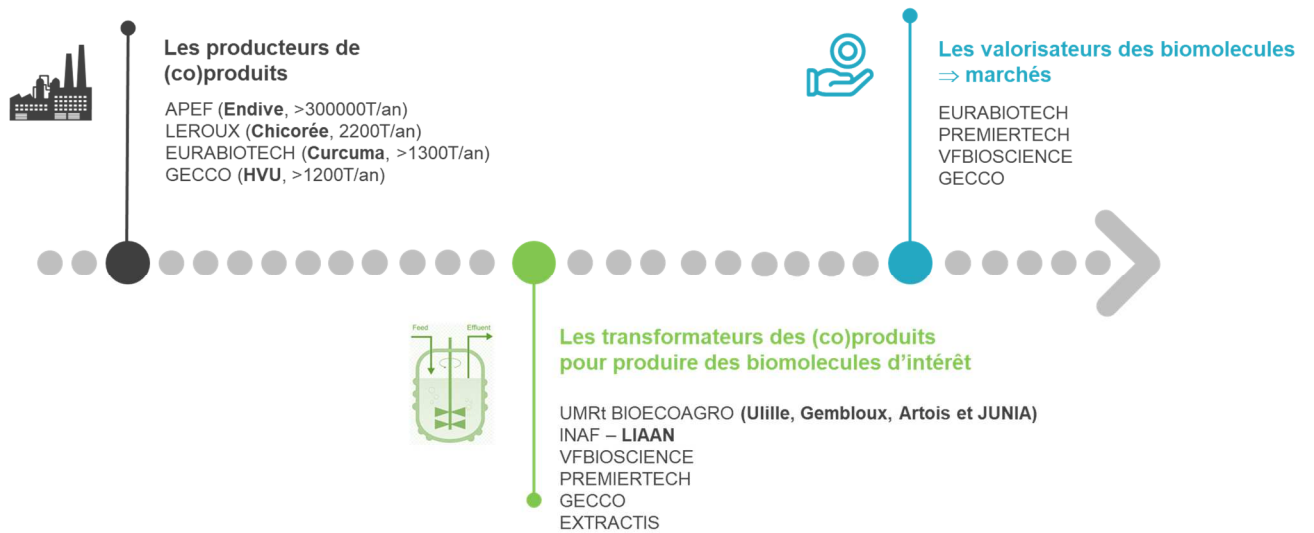 Les producteurs de
(co)produits
APEF (Endive, >300000T/an)
LEROUX (Chicorée, 2200T/an)
EURABIOTECH (Curcuma, >1300T/an)
GECCO (HVU, >1200T/an)
Les valorisateurs des biomolecules
⇒ marchés
EURABIOTECH
PREMIERTECH
VFBIOSCIENCE
GECCO
Feed
Effluent
Les transformateurs des (co)produits
pour produire des biomolecules d'intérêt
UMRt BIOECOAGRO (Ulille, Gembloux, Artois et JUNIA)
INAF – LIAAN
VFBIOSCIENCE
PREMIERTECH
GECCO
EXTRACTIS